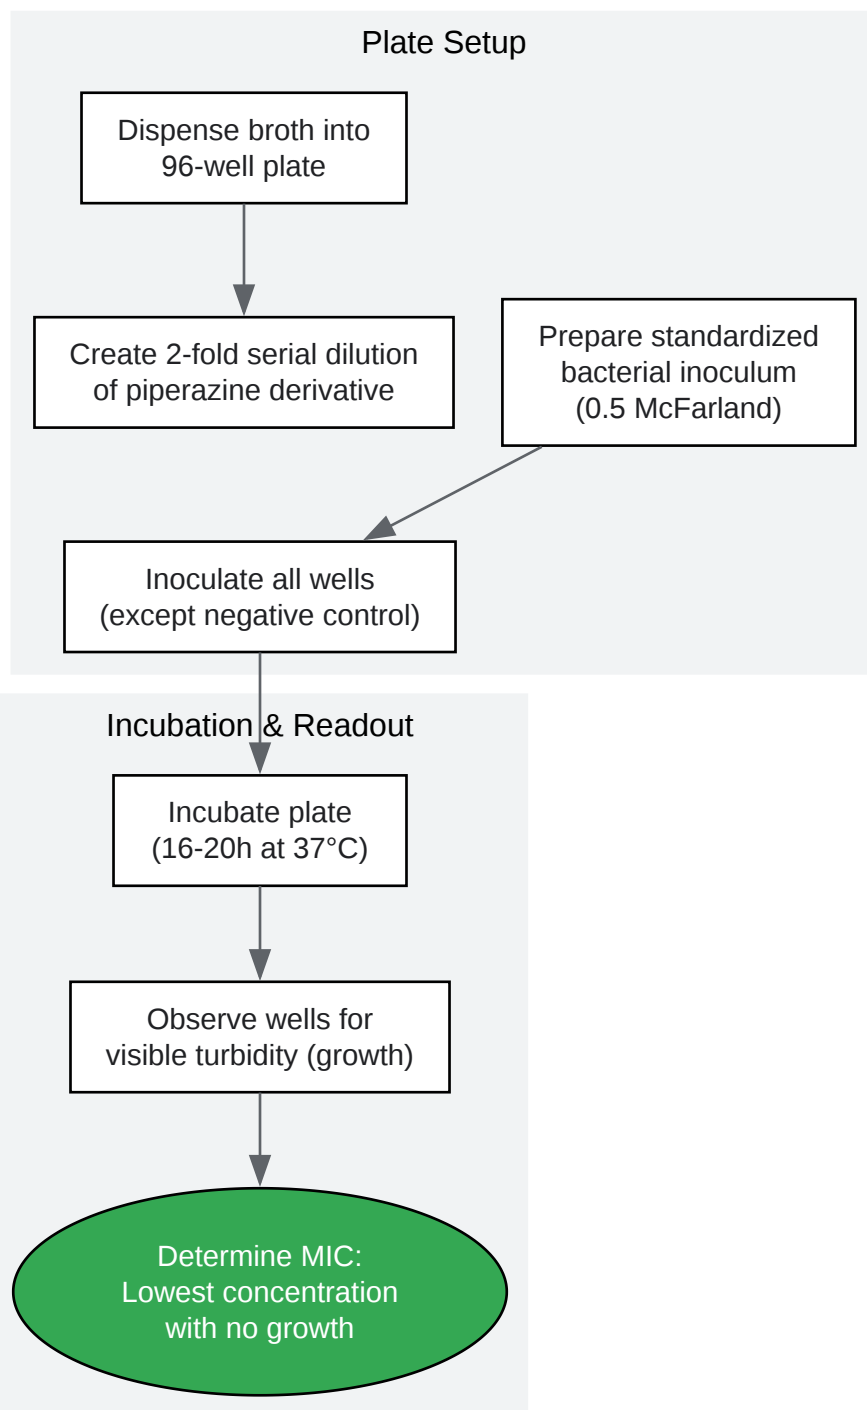 Plate Setup
Dispense broth into
96-well plate
Create 2-fold serial dilution
of piperazine derivative
Prepare standardized
bacterial inoculum
(0.5 McFarland)
Inoculate all wells
(except negative control)
Incubation & Readout
Incubate plate
(16-20h at 37°C)
Observe wells for
visible turbidity (growth)
Determine MIC:
Lowest concentration
with no growth